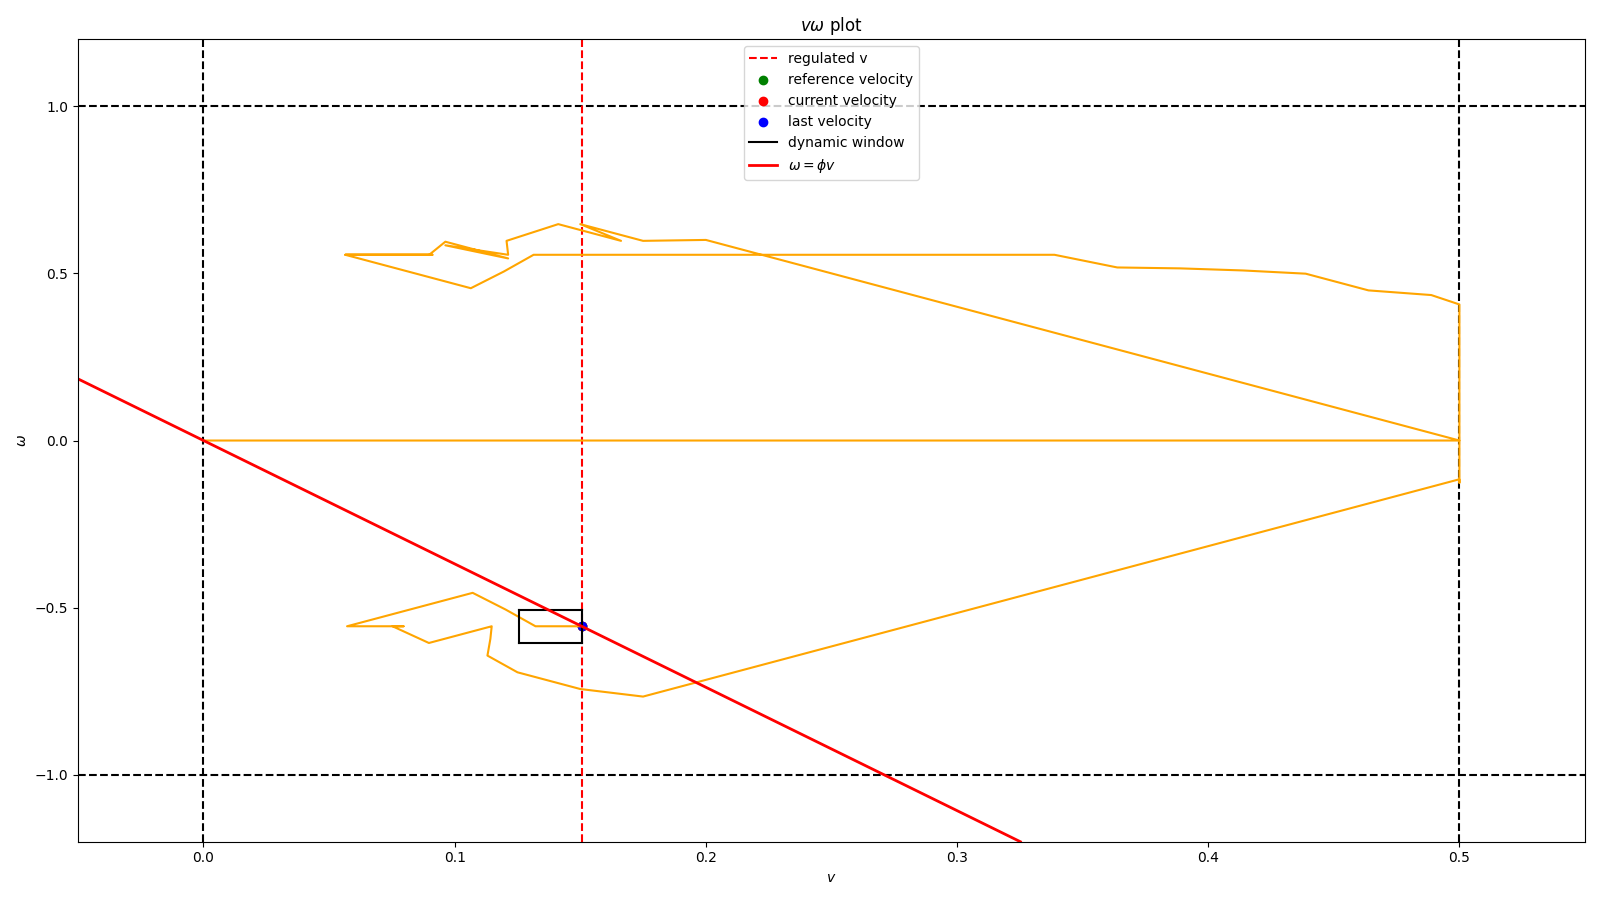 vω plot
regulated v
reference velocity
current velocity
last velocity
dynamic window
ω = ϕv
1.0
0.5
0.0
−0.5
−1.0
ω
0.0 0.1 0.2 0.3 0.4 0.5
v